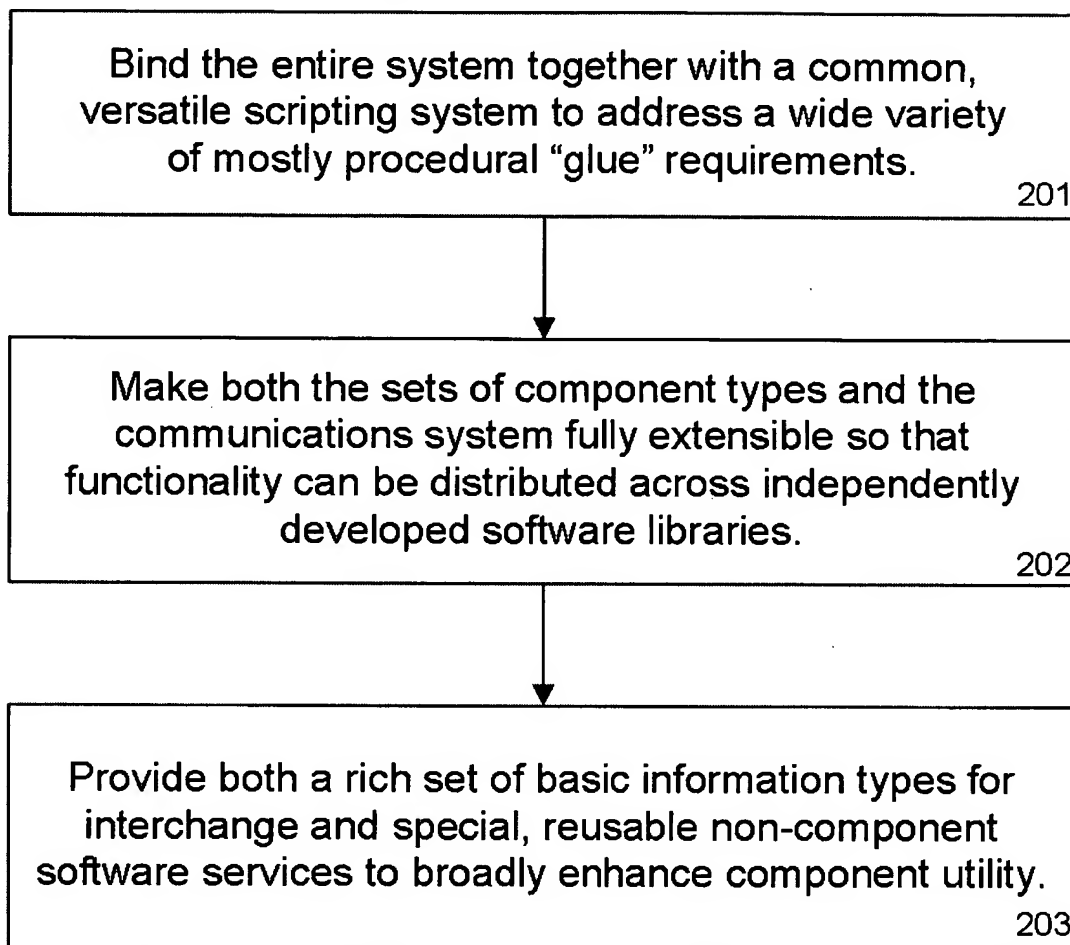 Bind the entire system together with a common,
versatile scripting system to address a wide variety
of mostly procedural “glue” requirements.
201
Make both the sets of component types and the
communications system fully extensible so that
functionality can be distributed across independently
developed software libraries.
202
Provide both a rich set of basic information types for
interchange and special, reusable non-component
software services to broadly enhance component utility.
203